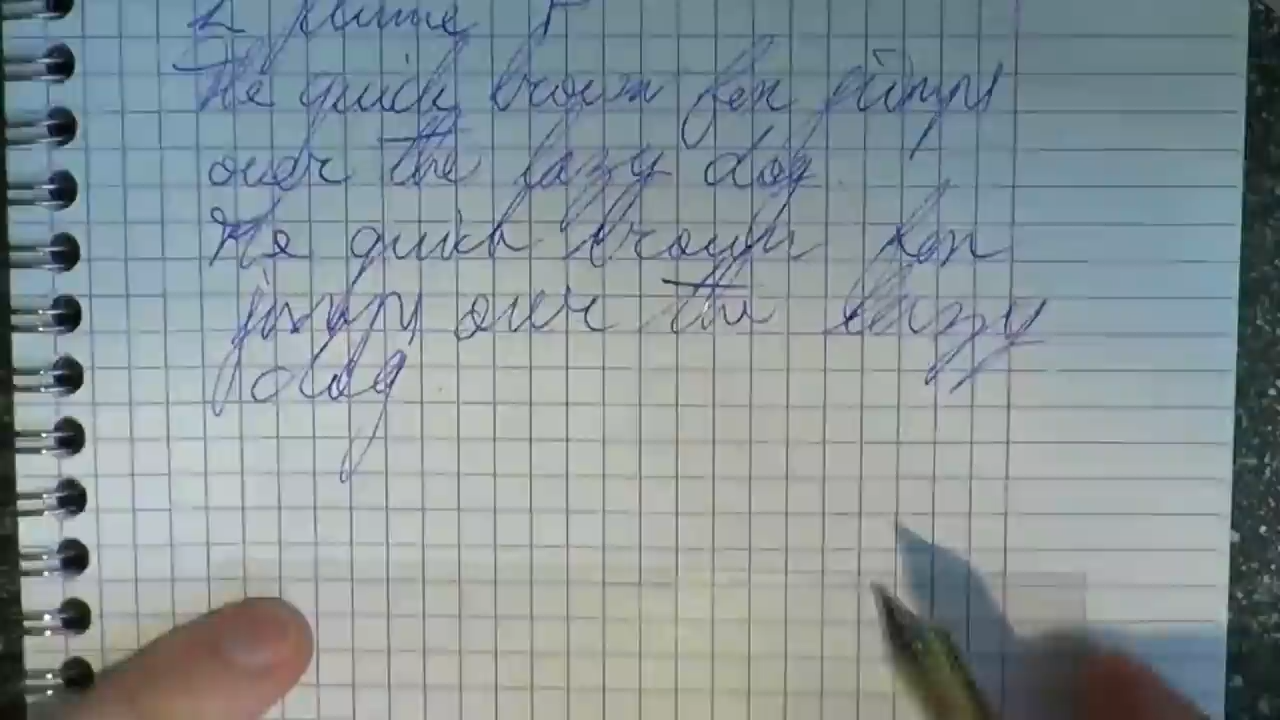 The quick brown fox jumps
over the lazy dog.
The quick brown fox
jumps over the lazy
dog.